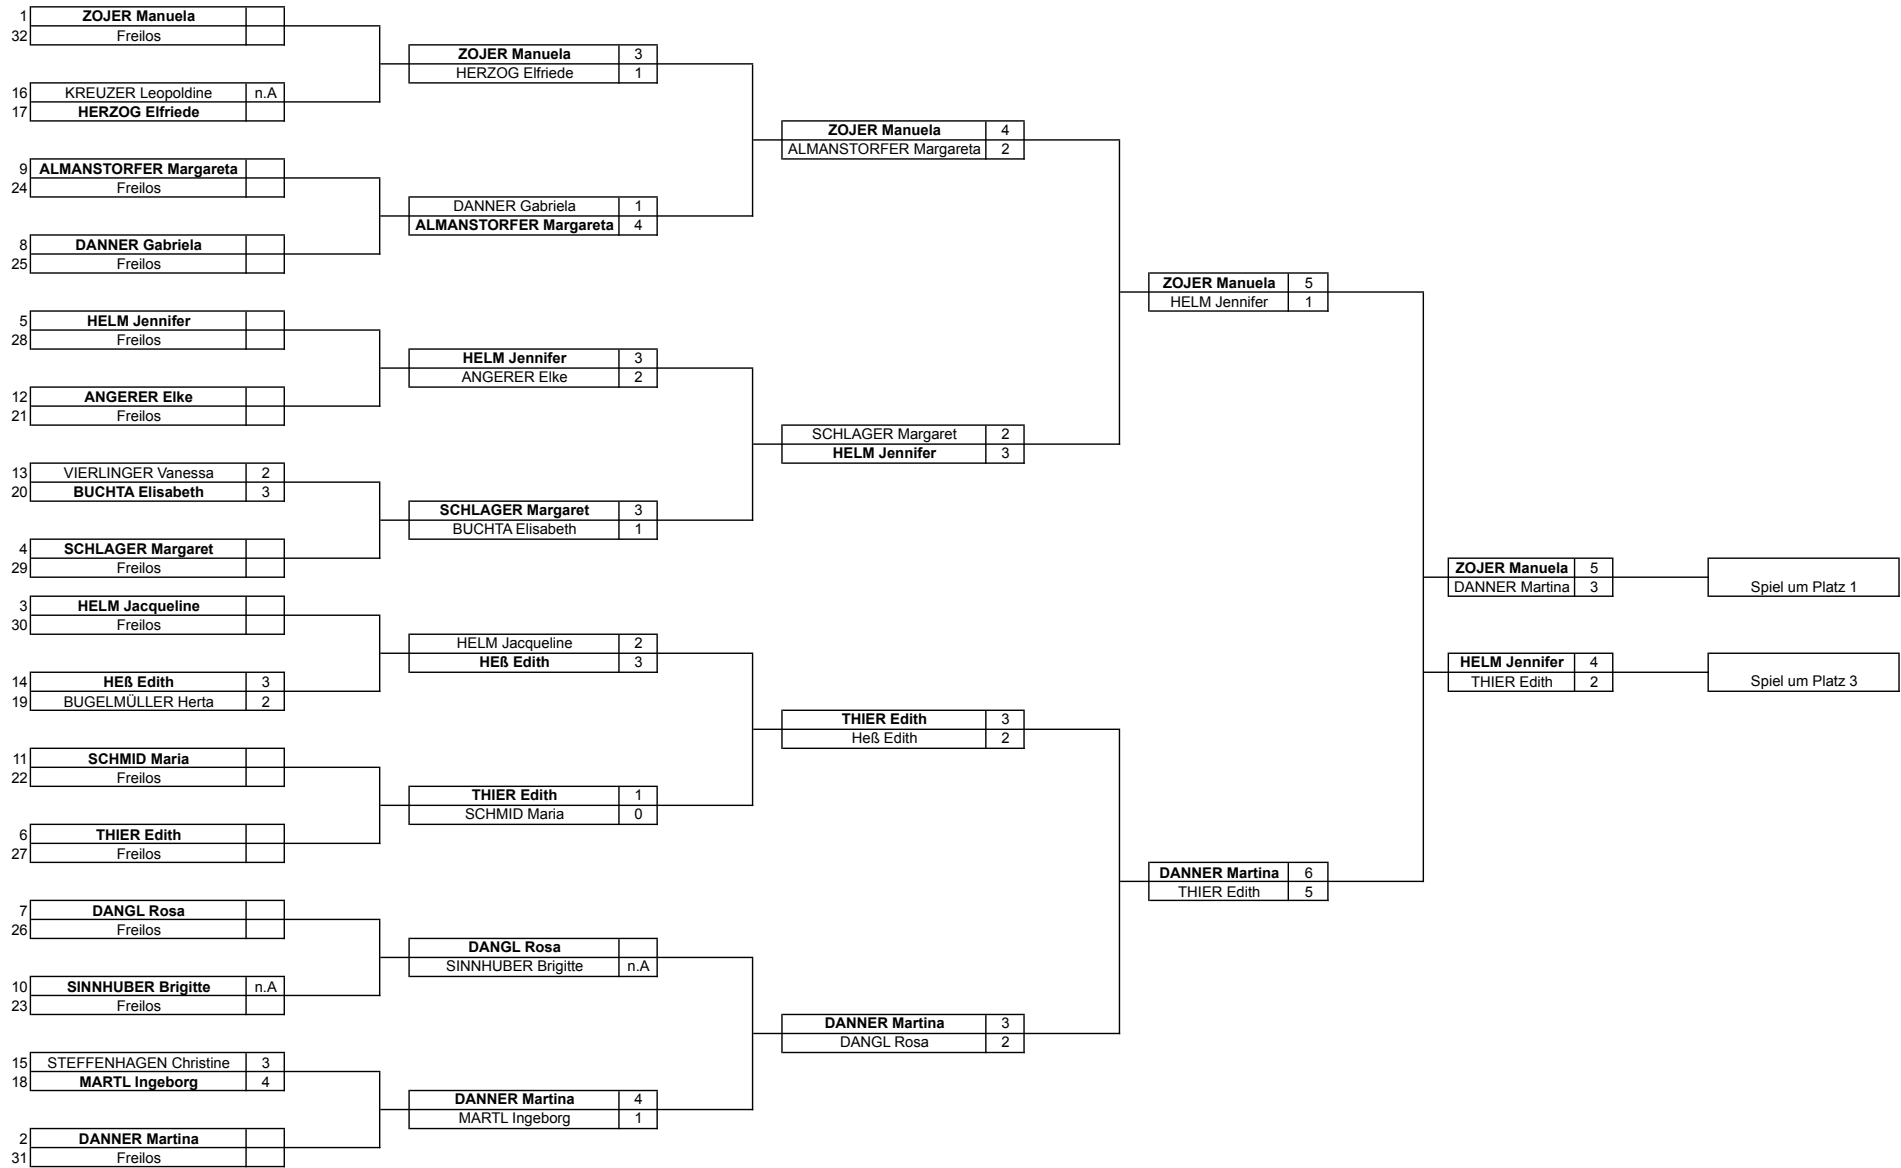 1 ZOJER Manuela
32 Freilos
16 KREUZER Leopoldine n.A
17 HERZOG Elfriede
9 ALMANSTORFER Margareta
24 Freilos
8 DANNER Gabriela
25 Freilos
5 HELM Jennifer
28 Freilos
12 ANGERER Elke
21 Freilos
13 VIERLINGER Vanessa 2
20 BUCHTA Elisabeth 3
4 SCHLAGER Margaret
29 Freilos
3 HELM Jacqueline
30 Freilos
14 HEß Edith 3
19 BUGELMÜLLER Herta 2
11 SCHMID Maria
22 Freilos
6 THIER Edith
27 Freilos
7 DANGL Rosa
26 Freilos
10 SINNHUBER Brigitte n.A
23 Freilos
15 STEFFENHAGEN Christine 3
18 MARTL Ingeborg 4
2 DANNER Martina
31 Freilos
ZOJER Manuela 3
HERZOG Elfriede 1
DANNER Gabriela 1
ALMANSTORFER Margareta 4
HELM Jennifer 3
ANGERER Elke 2
SCHLAGER Margaret 3
BUCHTA Elisabeth 1
HELM Jacqueline 2
HEß Edith 3
THIER Edith 1
SCHMID Maria 0
DANGL Rosa
SINNHUBER Brigitte n.A
DANNER Martina 4
MARTL Ingeborg 1
ZOJER Manuela 4
ALMANSTORFER Margareta 2
SCHLAGER Margaret 2
HELM Jennifer 3
THIER Edith 3
Heß Edith 2
DANNER Martina 3
DANGL Rosa 2
ZOJER Manuela 5
HELM Jennifer 1
DANNER Martina 6
THIER Edith 5
ZOJER Manuela 5
DANNER Martina 3
Spiel um Platz 1
HELM Jennifer 4
THIER Edith 2
Spiel um Platz 3